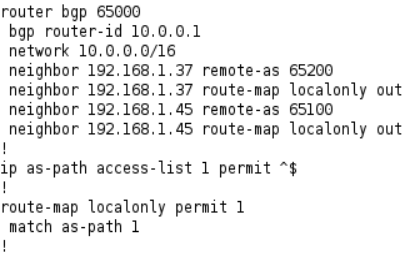 router bgp 65000
 bgp router-id 10.0.0.1
 network 10.0.0.0/16
 neighbor 192.168.1.37 remote-as 65200
 neighbor 192.168.1.37 route-map localonly out
 neighbor 192.168.1.45 remote-as 65100
 neighbor 192.168.1.45 route-map localonly out
!
ip as-path access-list 1 permit ^$
!
route-map localonly permit 1
 match as-path 1
!